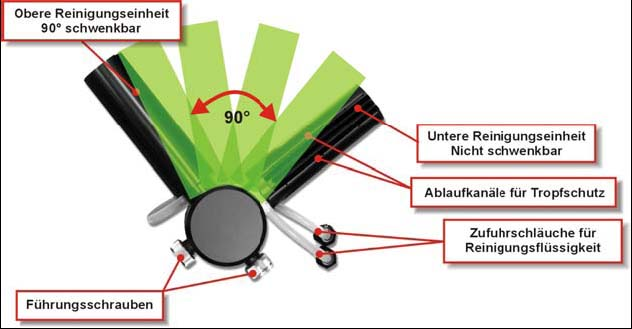 Obere Reinigungseinheit
90° schwenkbar
90°
Untere Reinigungseinheit
Nicht schwenkbar
Ablaufkanäle für Tropfschutz
Zufuhrschläuche für
Reinigungsflüssigkeit
Führungsschrauben